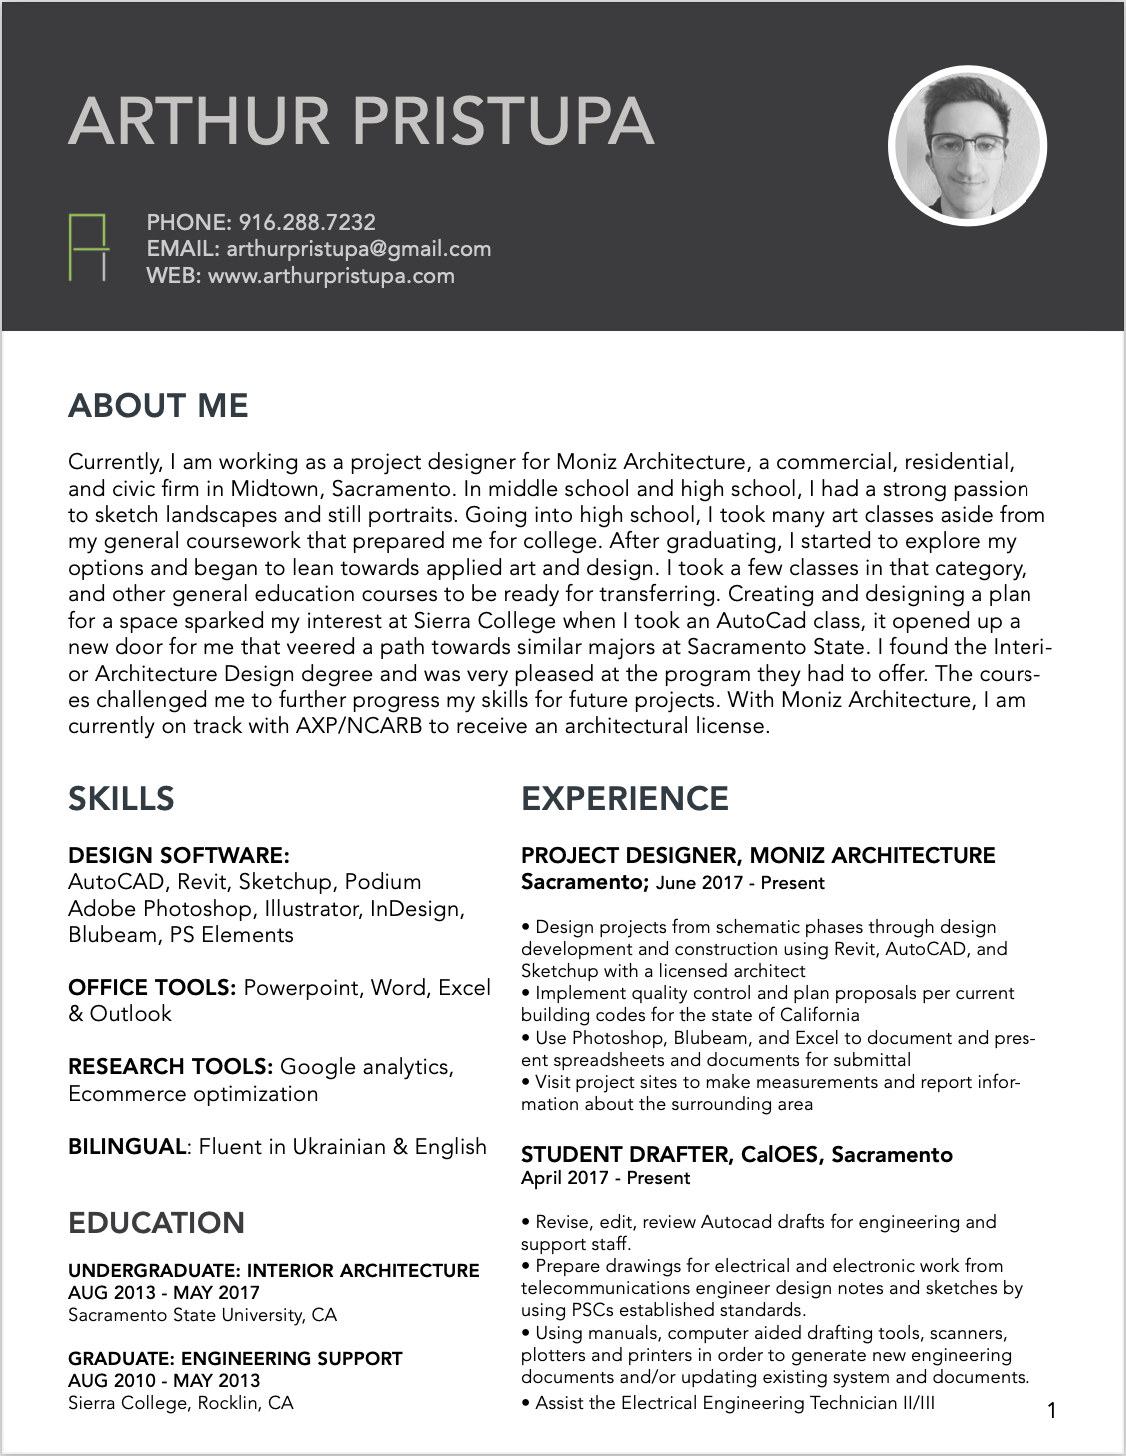 ARTHUR PRISTUPA
PHONE: 916.288.7232
EMAIL: arthurpristupa@gmail.com
WEB: www.arthurpristupa.com
ABOUT ME
Currently, I am working as a project designer for Moniz Architecture, a commercial, residential,
and civic firm in Midtown, Sacramento. In middle school and high school, I had a strong passion
to sketch landscapes and still portraits. Going into high school, I took many art classes aside from
my general coursework that prepared me for college. After graduating, I started to explore my
options and began to lean towards applied art and design. I took a few classes in that category,
and other general education courses to be ready for transferring. Creating and designing a plan
for a space sparked my interest at Sierra College when I took an AutoCad class, it opened up a
new door for me that veered a path towards similar majors at Sacramento State. I found the Interi-
or Architecture Design degree and was very pleased at the program they had to offer. The cours-
es challenged me to further progress my skills for future projects. With Moniz Architecture, I am
currently on track with AXP/NCARB to receive an architectural license.
SKILLS
DESIGN SOFTWARE:
AutoCAD, Revit, Sketchup, Podium
Adobe Photoshop, Illustrator, InDesign,
Blubeam, PS Elements
OFFICE TOOLS: Powerpoint, Word, Excel
& Outlook
RESEARCH TOOLS: Google analytics,
Ecommerce optimization
BILINGUAL: Fluent in Ukrainian & English
EDUCATION
UNDERGRADUATE: INTERIOR ARCHITECTURE
AUG 2013 - MAY 2017
Sacramento State University, CA
GRADUATE: ENGINEERING SUPPORT
AUG 2010 - MAY 2013
Sierra College, Rocklin, CA
EXPERIENCE
PROJECT DESIGNER, MONIZ ARCHITECTURE
Sacramento; June 2017 - Present
• Design projects from schematic phases through design
development and construction using Revit, AutoCAD, and
Sketchup with a licensed architect
• Implement quality control and plan proposals per current
building codes for the state of California
• Use Photoshop, Blubeam, and Excel to document and pres-
ent spreadsheets and documents for submittal
• Visit project sites to make measurements and report infor-
mation about the surrounding area
STUDENT DRAFTER, CalOES, Sacramento
April 2017 - Present
• Revise, edit, review Autocad drafts for engineering and
support staff.
• Prepare drawings for electrical and electronic work from
telecommunications engineer design notes and sketches by
using PSCs established standards.
• Using manuals, computer aided drafting tools, scanners,
plotters and printers in order to generate new engineering
documents and/or updating existing system and documents.
• Assist the Electrical Engineering Technician II/III
1